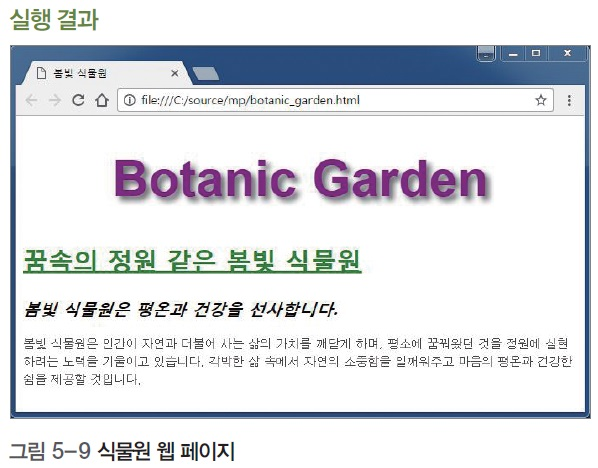 실행 결과
봄빛 식물원
file:///C:/source/mp/botanic_garden.html
Botanic Garden
꿈속의 정원 같은 봄빛 식물원
봄빛 식물원은 평온과 건강을 선사합니다.
봄빛 식물원은 인간이 자연과 더불어 사는 삶의 가치를 깨닫게 하며, 평소에 꿈꿔왔던 것을 정원에 실현
하려는 노력을 기울이고 있습니다. 각박한 삶 속에서 자연의 소중함을 일깨워주고 마음의 평온과 건강한
쉼을 제공할 것입니다.
그림 5-9 식물원 웹 페이지